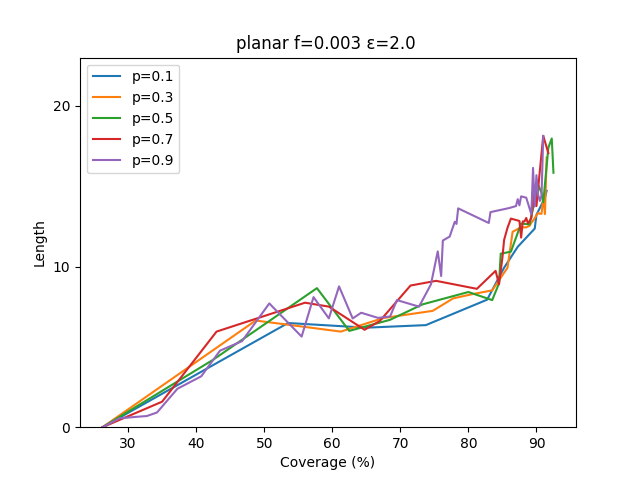 planar f=0.003 ε=2.0
p=0.1
p=0.3
p=0.5
p=0.7
p=0.9
20
10
0
Length
30 40 50 60 70 80 90
Coverage (%)